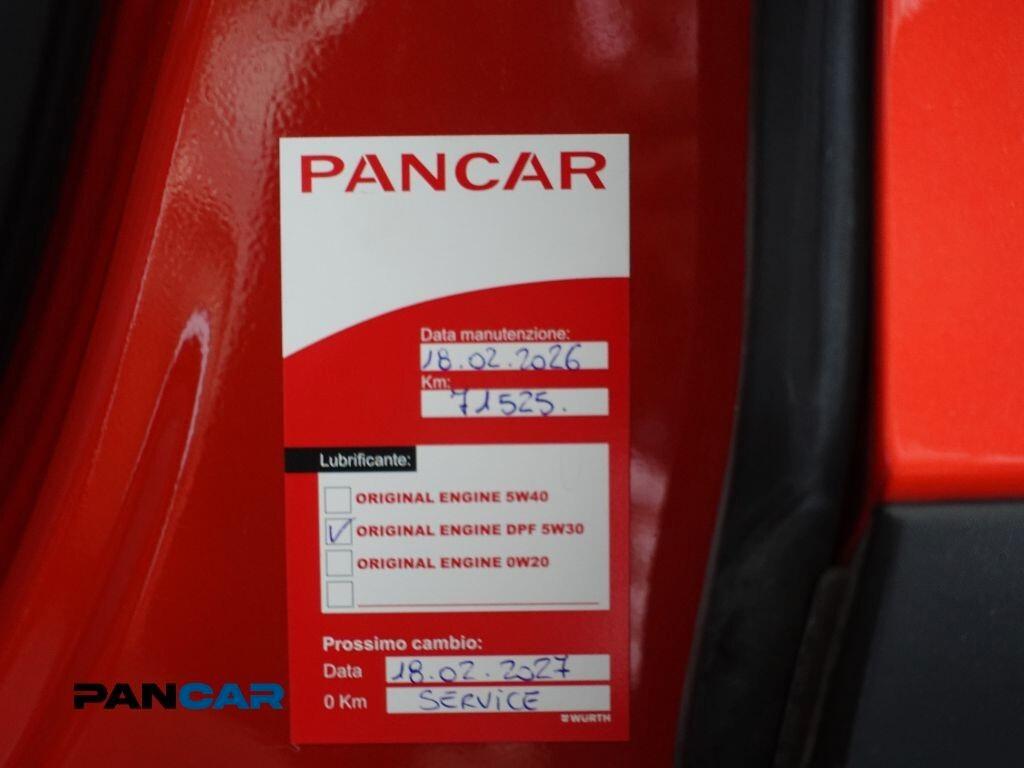 PANCAR
Data manutenzione:
18.02.2026
Km:
71525.
Lubrificante:
ORIGINAL ENGINE 5W40
ORIGINAL ENGINE DPF 5W30
ORIGINAL ENGINE 0W20
Prossimo cambio:
Data 18.02.2027
0 Km SERVICE
WURTH
PANCAR